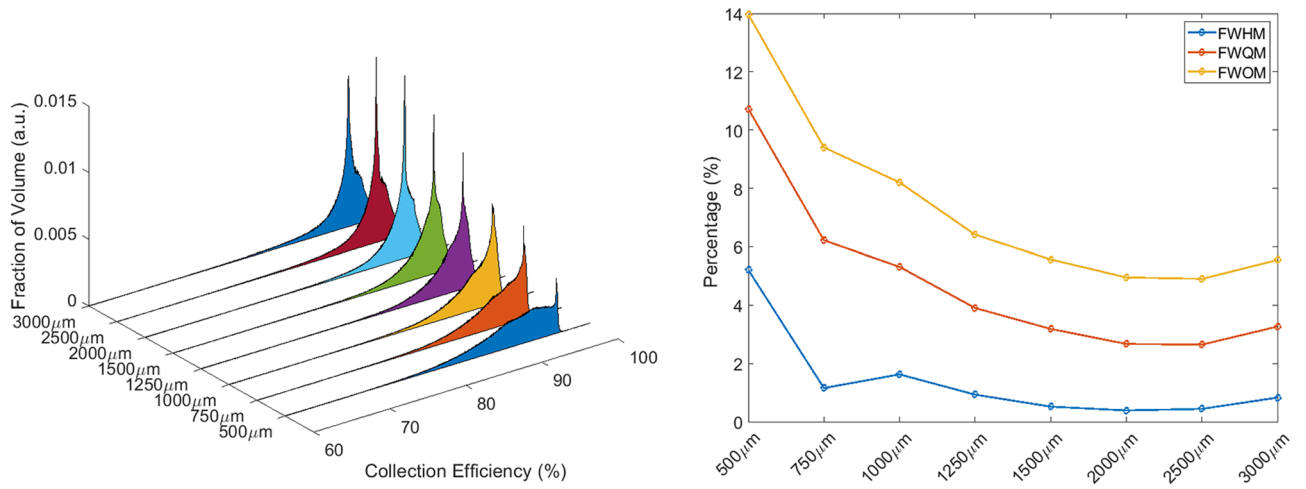 Fraction of Volume (a.u.)
0.015
0.01
0.005
0
3000μm
2500μm
2000μm
1500μm
1250μm
1000μm
750μm
500μm
60
70
80
90
100
Collection Efficiency (%)
Percentage (%)
14
12
10
8
6
4
2
0
FWHM
FWQM
FWOM
500μm
750μm
1000μm
1250μm
1500μm
2000μm
2500μm
3000μm